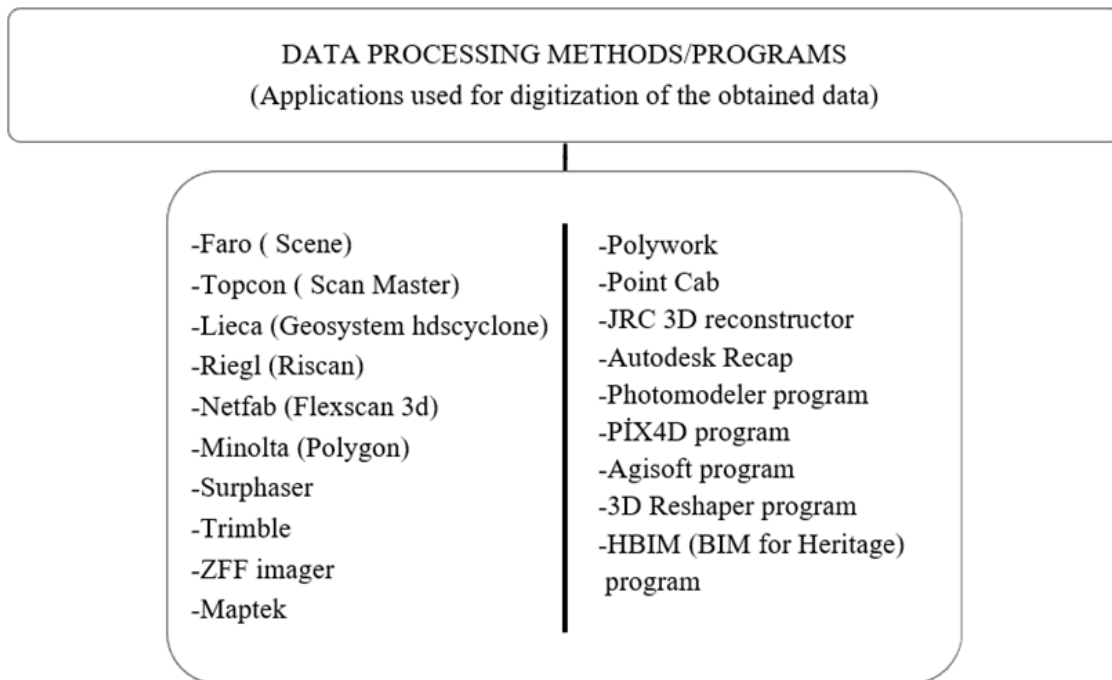 DATA PROCESSING METHODS/PROGRAMS
(Applications used for digitization of the obtained data)
-Faro ( Scene)
-Topcon ( Scan Master)
-Lieca (Geosystem hdscyclone)
-Riegl (Riscan)
-Netfab (Flexscan 3d)
-Minolta (Polygon)
-Surphaser
-Trimble
-ZFF imager
-Maptek
-Polywork
-Point Cab
-JRC 3D reconstructor
-Autodesk Recap
-Photomodeler program
-PİX4D program
-Agisoft program
-3D Reshaper program
-HBIM (BIM for Heritage)
program